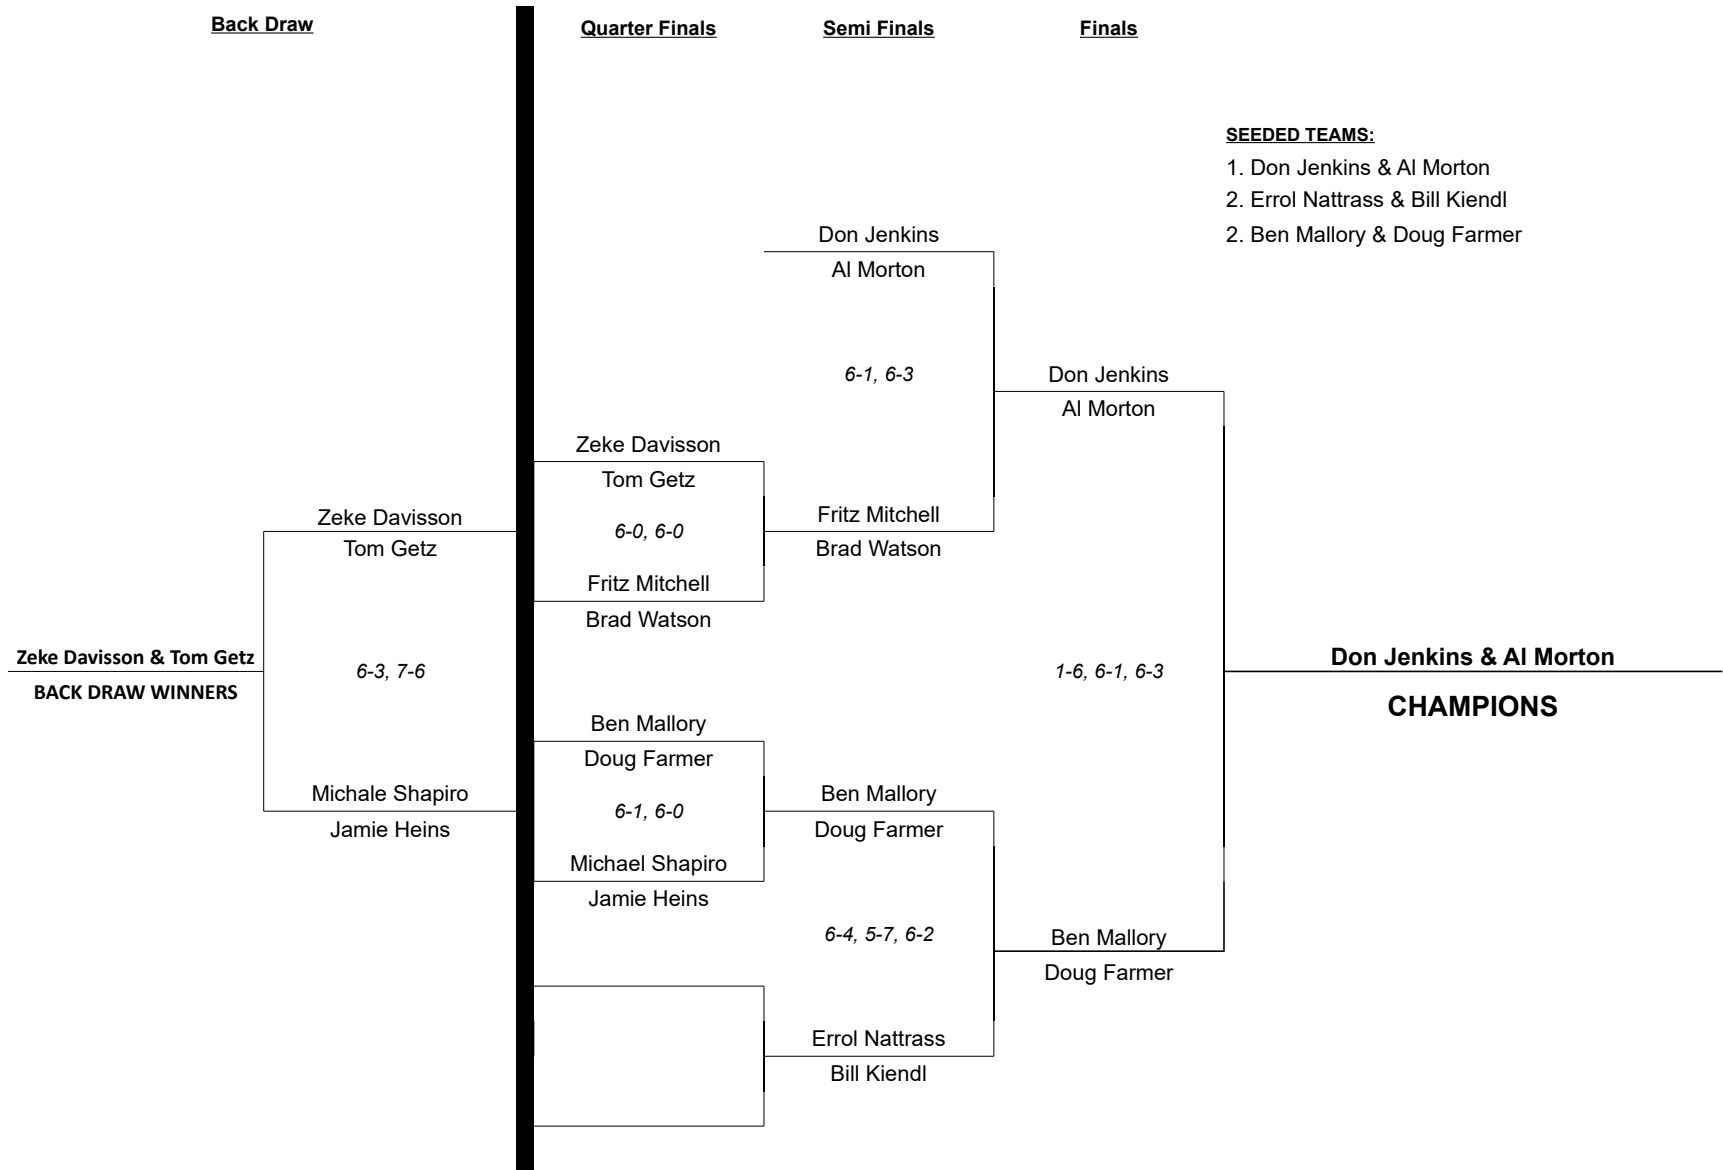 Back Draw
Quarter Finals
Semi Finals
Finals
SEEDED TEAMS:
1. Don Jenkins & Al Morton
2. Errol Nattrass & Bill Kiendl
2. Ben Mallory & Doug Farmer
Don Jenkins
Al Morton
6-1, 6-3
Don Jenkins
Al Morton
Zeke Davisson
Tom Getz
6-0, 6-0
Fritz Mitchell
Brad Watson
Fritz Mitchell
Brad Watson
Zeke Davisson
Tom Getz
Zeke Davisson & Tom Getz
BACK DRAW WINNERS
6-3, 7-6
1-6, 6-1, 6-3
Don Jenkins & Al Morton
CHAMPIONS
Ben Mallory
Doug Farmer
6-1, 6-0
Michael Shapiro
Jamie Heins
Michale Shapiro
Jamie Heins
Ben Mallory
Doug Farmer
6-4, 5-7, 6-2
Ben Mallory
Doug Farmer
Errol Nattrass
Bill Kiendl